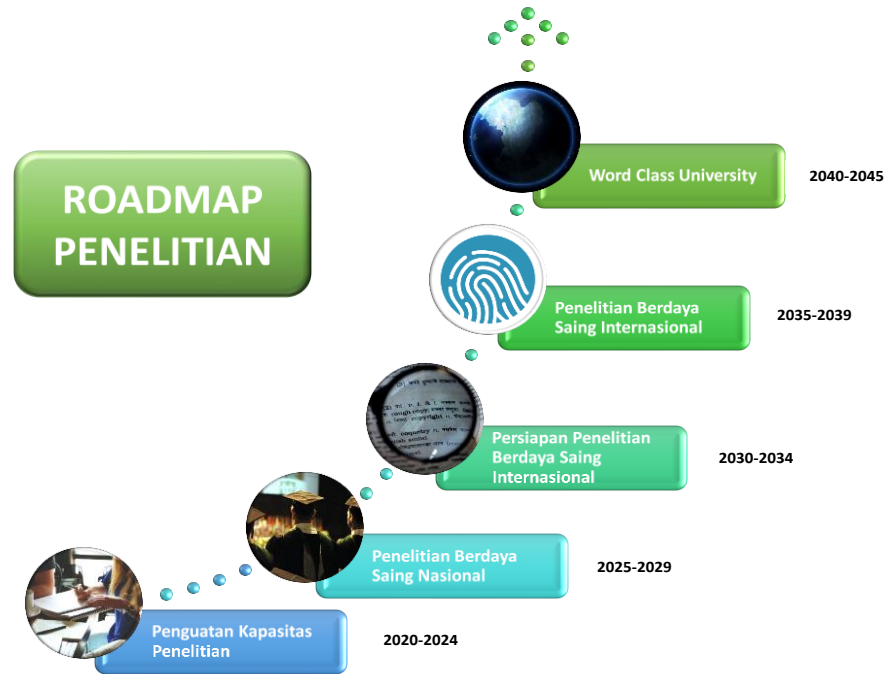 ROADMAP
PENELITIAN
Word Class University
2040-2045
Penelitian Berdaya
Saing Internasional
2035-2039
Persiapan Penelitian
Berdaya Saing
Internasional
2030-2034
Penelitian Berdaya
Saing Nasional
2025-2029
Penguatan Kapasitas
Penelitian
2020-2024